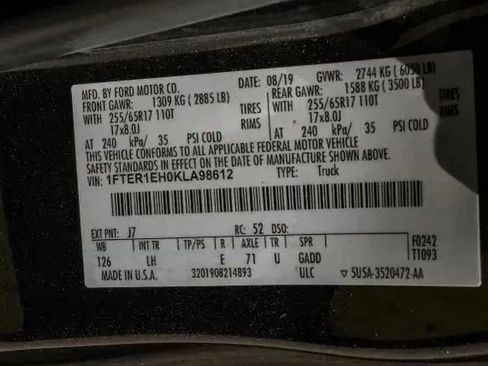 MFD. BY FORD MOTOR CO.
08/19 GVWR: 2744 KG (6050 LB)
FRONT GAWR: 1309 KG (2885 LB) REAR GAWR: 1588 KG (3500 LB)
WITH 255/65R17 110T TIRES WITH 255/65R17 110T TIRES
17x8.0J RIMS 17x8.0J RIMS
AT 240 kPa/ 35 PSI COLD AT 240 kPa/ 35 PSI COLD
THIS VEHICLE CONFORMS TO ALL APPLICABLE FEDERAL MOTOR VEHICLE
SAFETY STANDARDS IN EFFECT ON THE DATE OF MANUFACTURE SHOWN ABOVE.
VIN: 1FTER1EH0KLA98612 TYPE: Truck
EXT PNT: J7 RC: 52 DSO:
WB INT TR TP/PS R AXLE TR SPR F0242
126 LH E 71 U GADD T1093
MADE IN U.S.A. 3201908214893 ULC 5U5A-3520472-AA